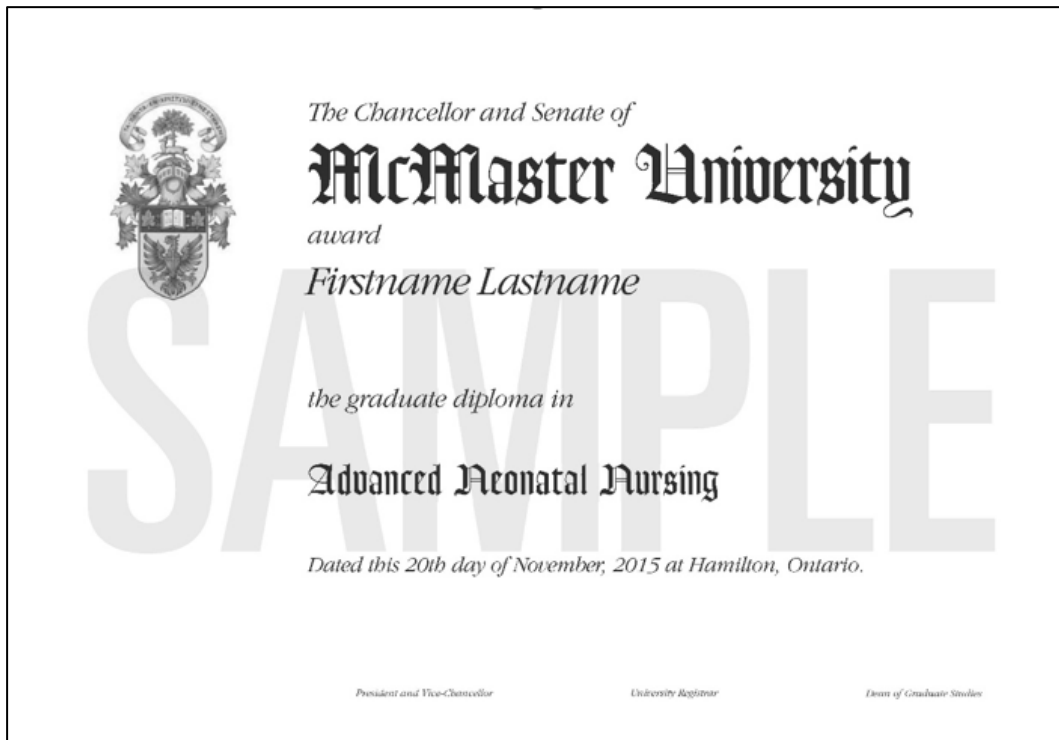 The Chancellor and Senate of
McMaster University
award
Firstname Lastname
the graduate diploma in
Advanced Neonatal Nursing
Dated this 20th day of November, 2015 at Hamilton, Ontario.
President and Vice-Chancellor University Registrar Dean of Graduate Studies
SAMPLE